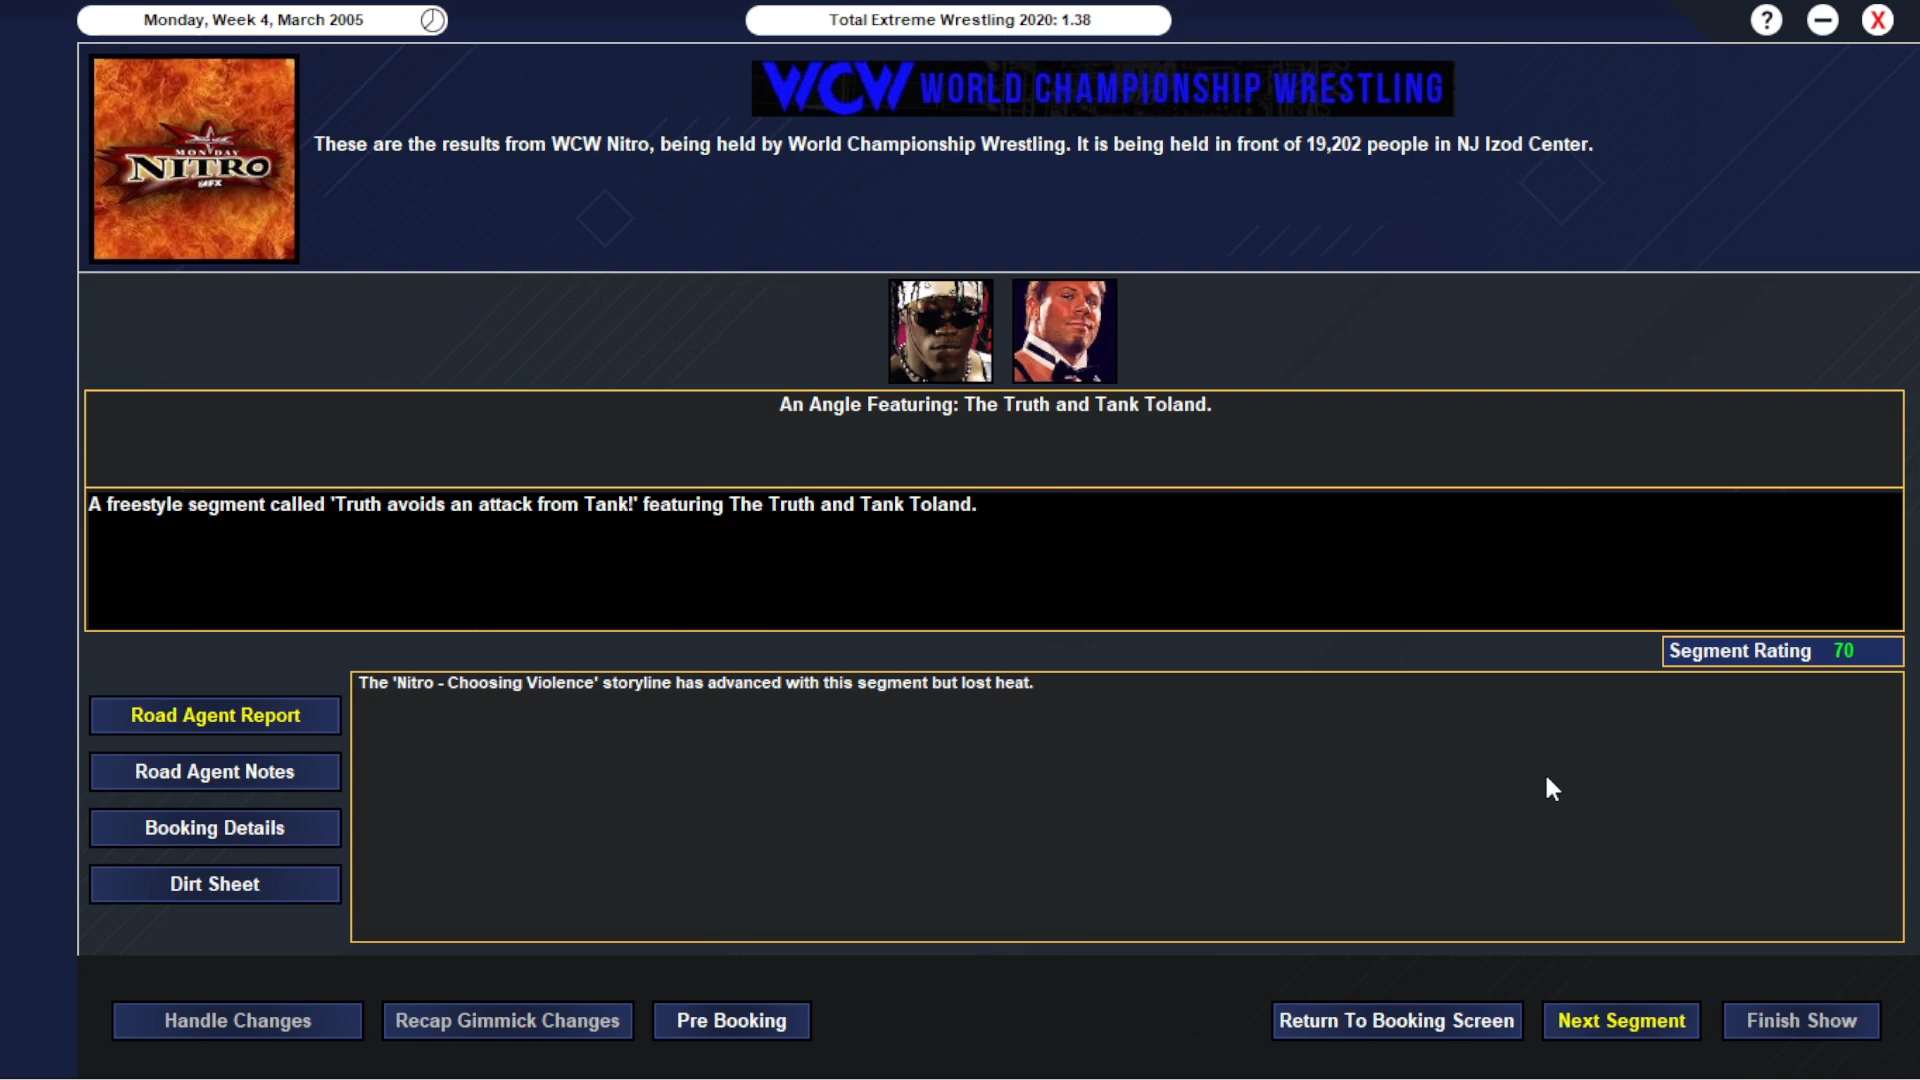 Monday, Week 4, March 2005
Total Extreme Wrestling 2020: 1.38
?
X
WCW WORLD CHAMPIONSHIP WRESTLING
MONDAY
NITRO
These are the results from WCW Nitro, being held by World Championship Wrestling. It is being held in front of 19,202 people in NJ Izod Center.
An Angle Featuring: The Truth and Tank Toland.
A freestyle segment called 'Truth avoids an attack from Tank!' featuring The Truth and Tank Toland.
Segment Rating 70
The 'Nitro - Choosing Violence' storyline has advanced with this segment but lost heat.
Road Agent Report
Road Agent Notes
Booking Details
Dirt Sheet
Handle Changes
Recap Gimmick Changes
Pre Booking
Return To Booking Screen
Next Segment
Finish Show